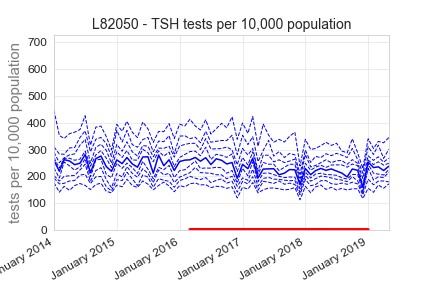 L82050 - TSH tests per 10,000 population
tests per 10,000 population
700
600
500
400
300
200
100
0
nuary 2014
January 2015
January 2016
January 2017
January 2018
January 2019